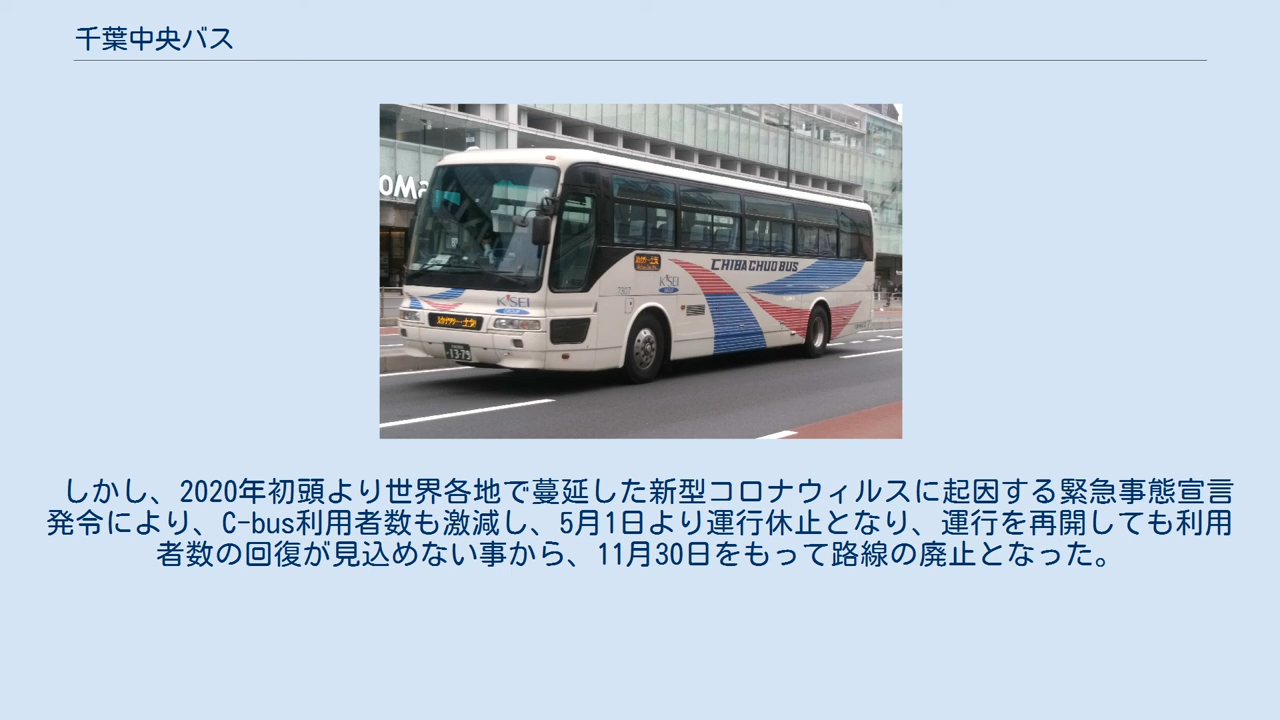 千葉中央バス
CHIBA CHUO BUS
KSEI
GROUP
KSEI
GROUP
1379
しかし、2020年初頭より世界各地で蔓延した新型コロナウィルスに起因する緊急事態宣言
発令により、C-bus利用者数も激減し、5月1日より運行休止となり、運行を再開しても利用
者数の回復が見込めない事から、11月30日をもって路線の廃止となった。